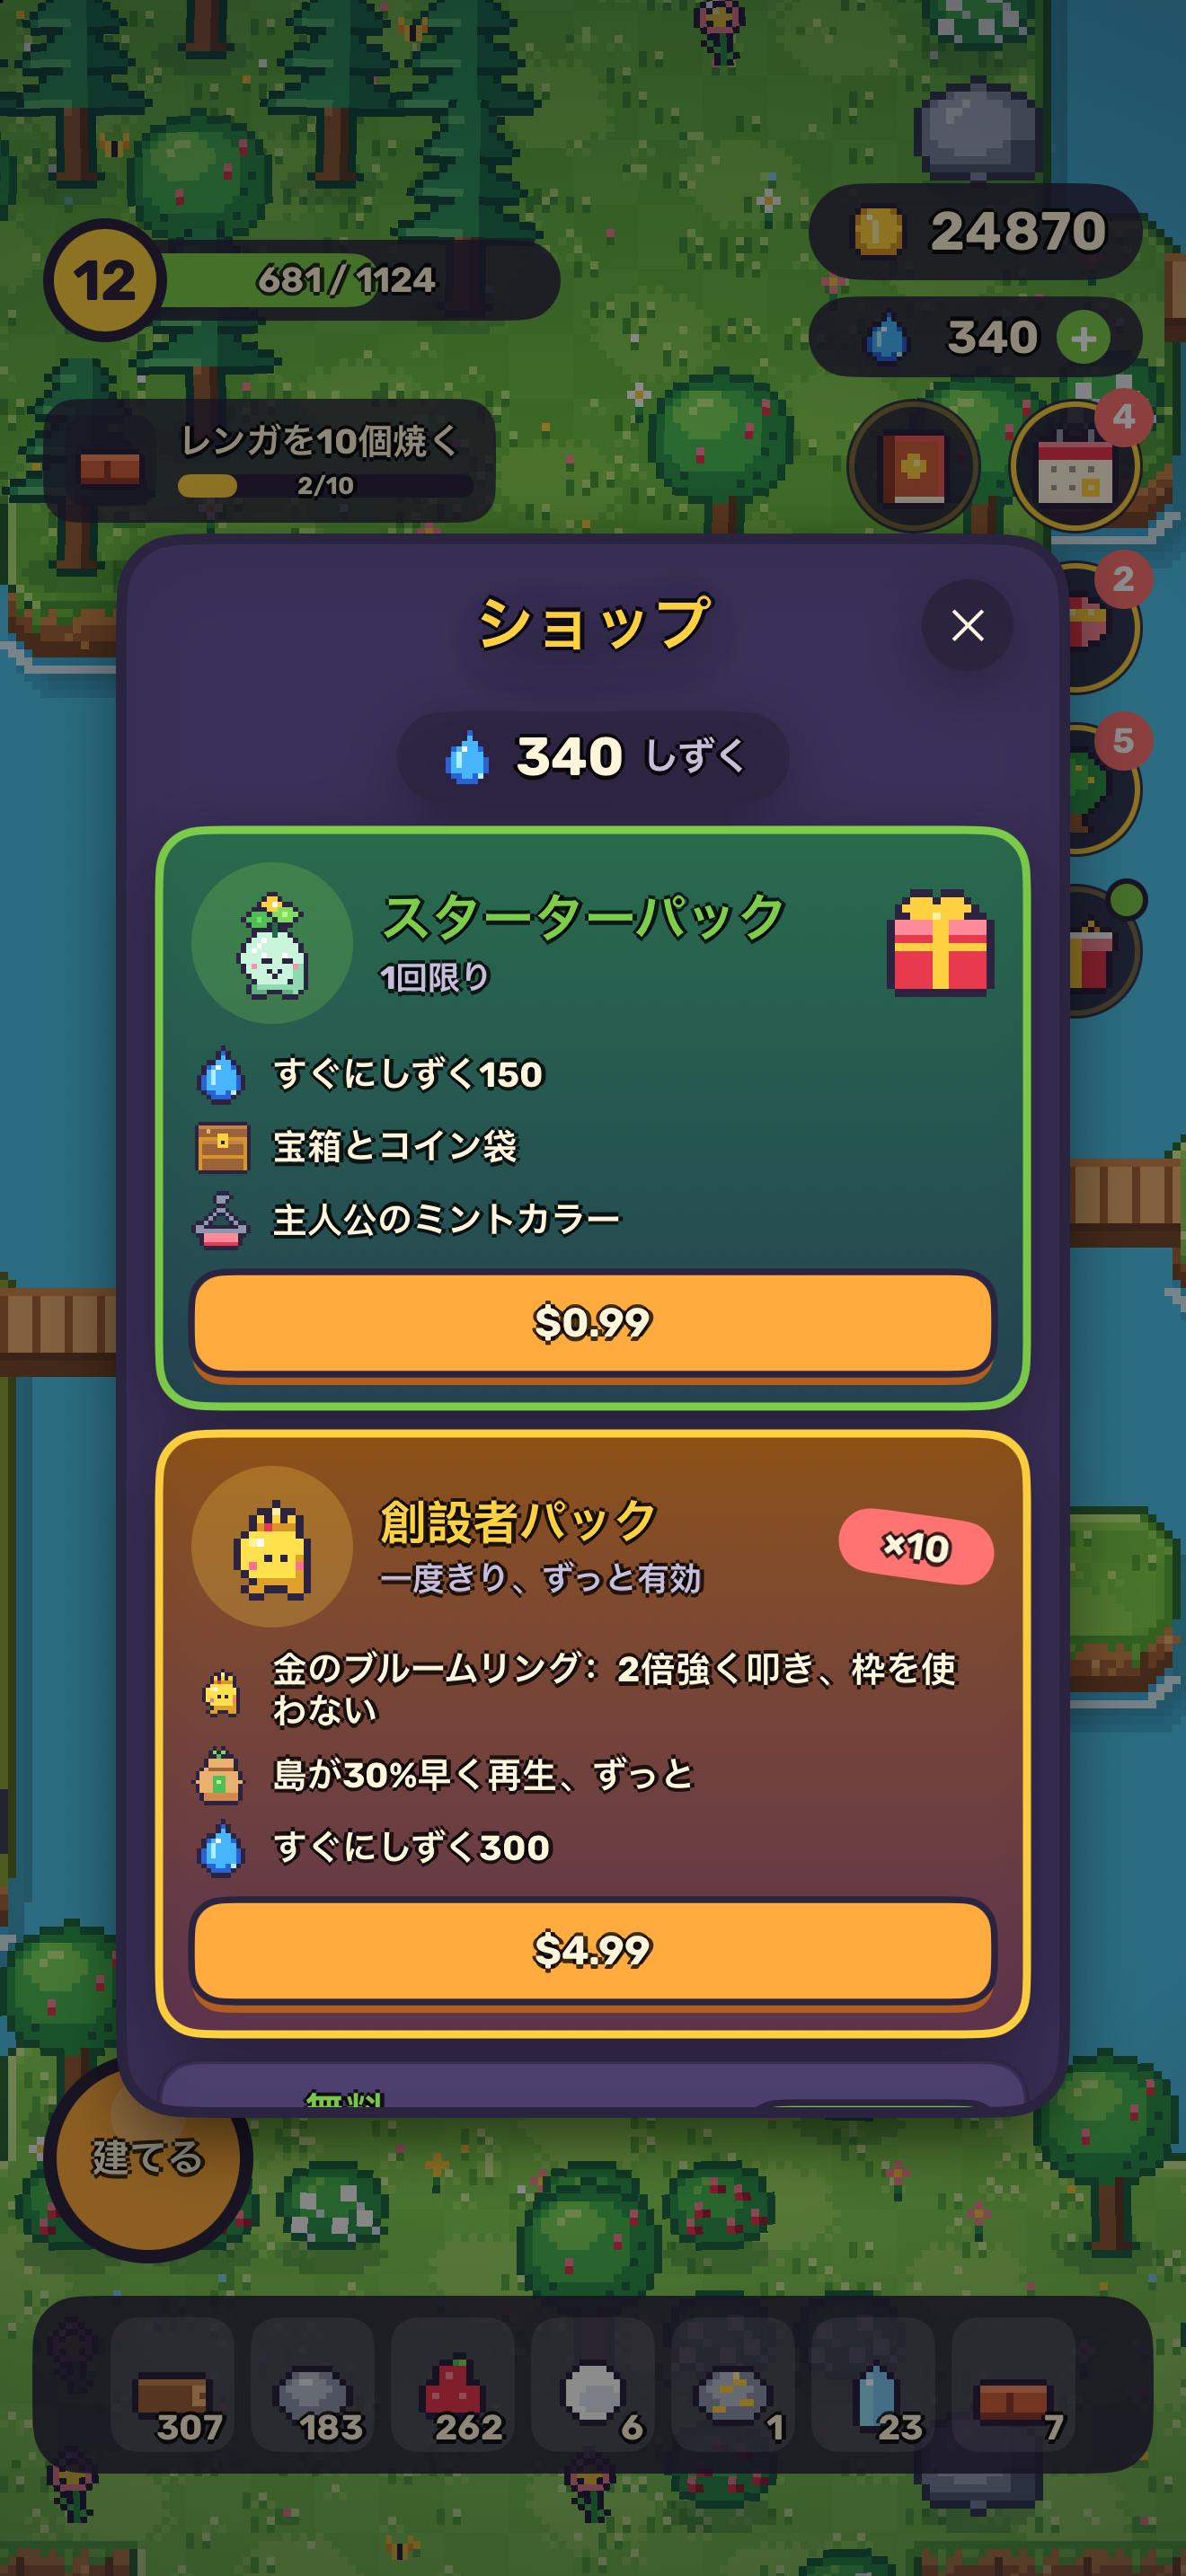 24870
12
681/1124
340
レンガを10個焼く
2/10
4
2
5
ショップ
340 しずく
スターターパック
1回限り
すぐにしずく150
宝箱とコイン袋
主人公のミントカラー
$0.99
創設者パック
×10
一度きり、ずっと有効
金のブルームリング：2倍強く叩き、枠を使
わない
島が30%早く再生、ずっと
すぐにしずく300
$4.99
無料
建てる
307
183
262
6
1
23
7